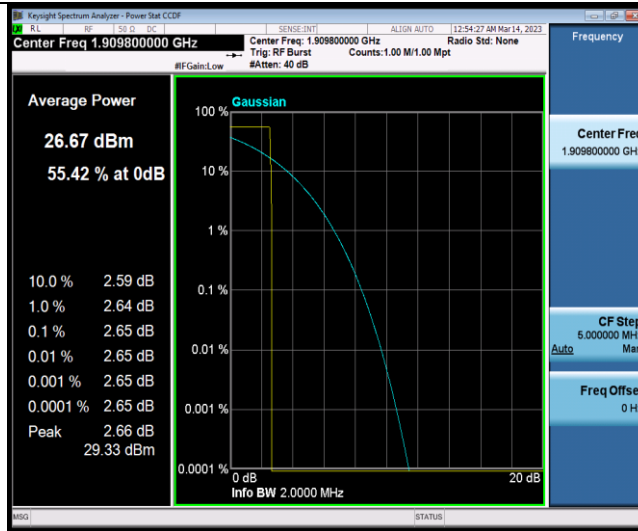 Keysight Spectrum Analyzer - Power Stat CCDF
RL RF 50 Ω DC SENSE:INT ALIGN AUTO 12:54:27 AM Mar 14, 2023
Center Freq 1.909800000 GHz
Center Freq: 1.909800000 GHz Radio Std: None
Trig: RF Burst Counts:1.00 M/1.00 Mpt
#IFGain:Low #Atten: 40 dB
Frequency
Average Power
26.67 dBm
55.42 % at 0dB
10.0 % 2.59 dB
1.0 % 2.64 dB
0.1 % 2.65 dB
0.01 % 2.65 dB
0.001 % 2.65 dB
0.0001 % 2.65 dB
Peak 2.66 dB
29.33 dBm
Gaussian
100 %
10 %
1 %
0.1 %
0.01 %
0.001 %
0.0001 %
0 dB 20 dB
Info BW 2.0000 MHz
Center Freq
1.909800000 GH
CF Step
5.000000 MH
Auto Ma
Freq Offse
0 H
MSG STATUS